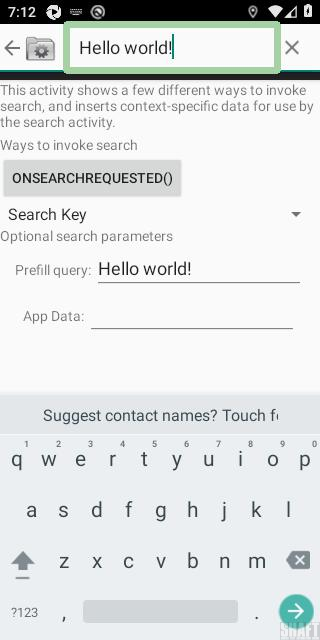 7:12
Hello world!
This activity shows a few different ways to invoke
search, and inserts context-specific data for use by
the search activity.
Ways to invoke search
ONSEARCHREQUESTED()
Search Key
Optional search parameters
Prefill query: Hello world!
App Data:
Suggest contact names? Touch fo
1 2 3 4 5 6 7 8 9 0
q w e r t y u i o p
a s d f g h j k l
z x c v b n m
?123 , .
SHAFT